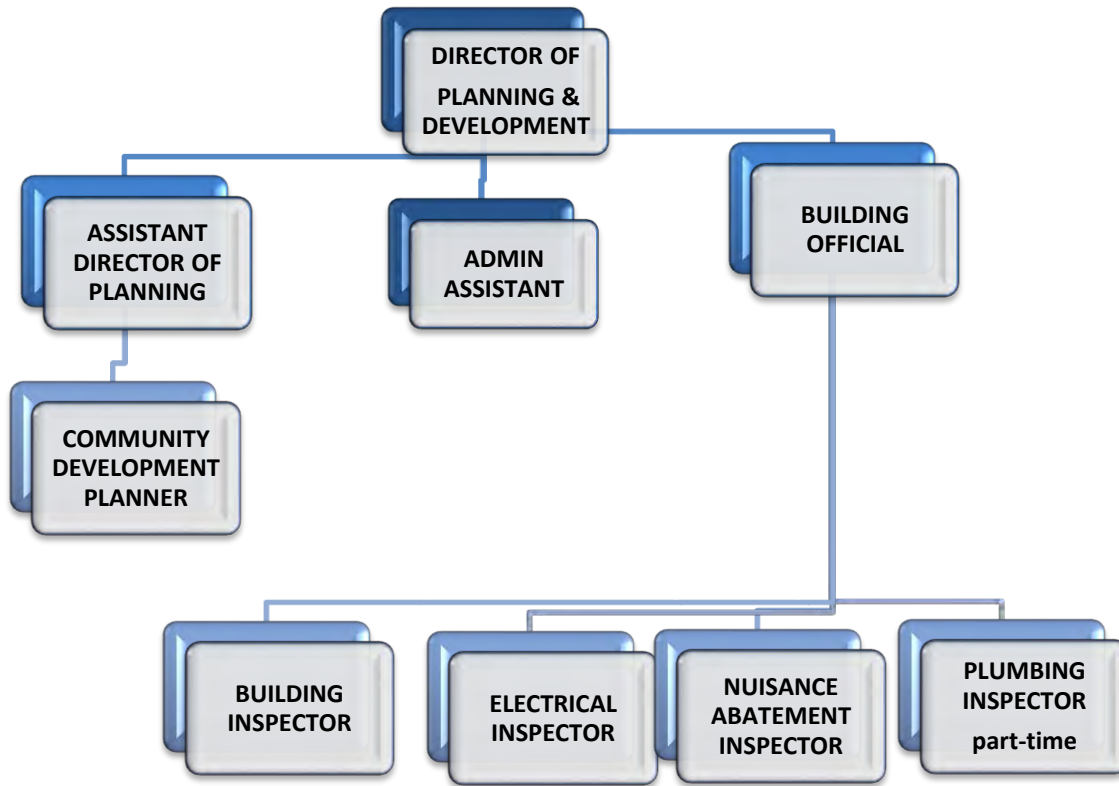 DIRECTOR OF
PLANNING &
DEVELOPMENT
ASSISTANT
DIRECTOR OF
PLANNING
ADMIN
ASSISTANT
BUILDING
OFFICIAL
COMMUNITY
DEVELOPMENT
PLANNER
BUILDING
INSPECTOR
ELECTRICAL
INSPECTOR
NUISANCE
ABATEMENT
INSPECTOR
PLUMBING
INSPECTOR
part-time